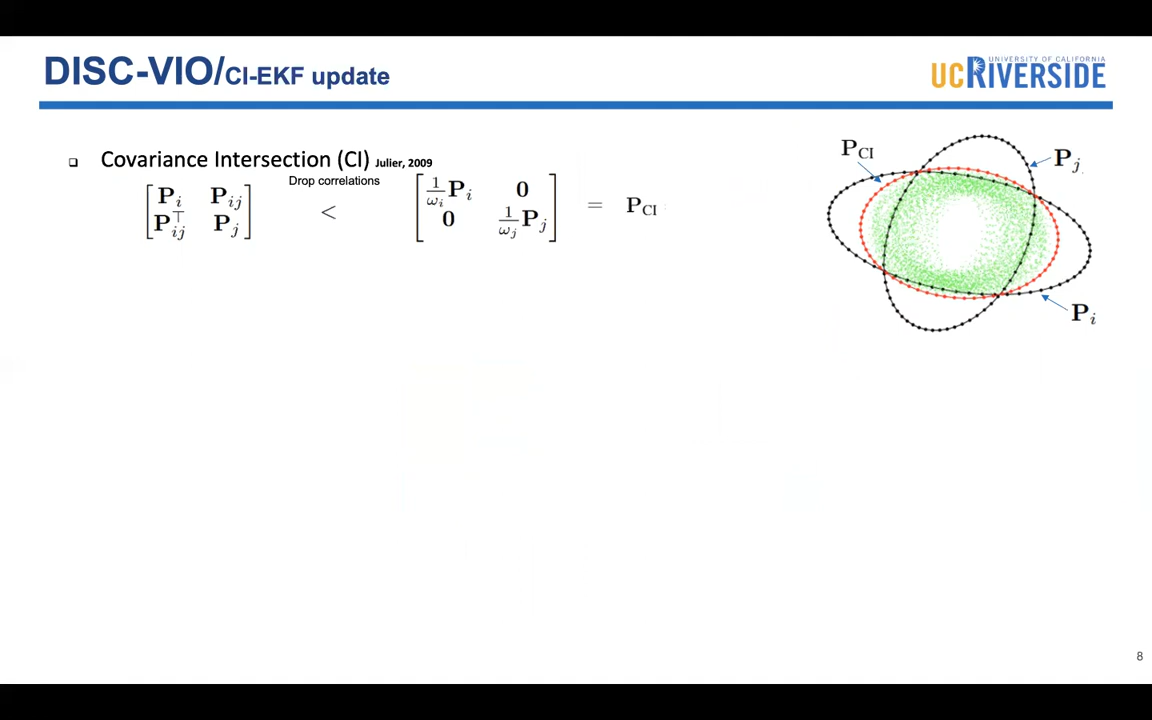 DISC-VIO/CI-EKF update
UNIVERSITY OF CALIFORNIA
UCRIVERSIDE
❑ Covariance Intersection (CI) Julier, 2009
Drop correlations
[P_i P_ij; P_ij^⊤ P_j] < [1/ω_i P_i 0; 0 1/ω_j P_j] = P_CI
P_CI
P_j
P_i
8